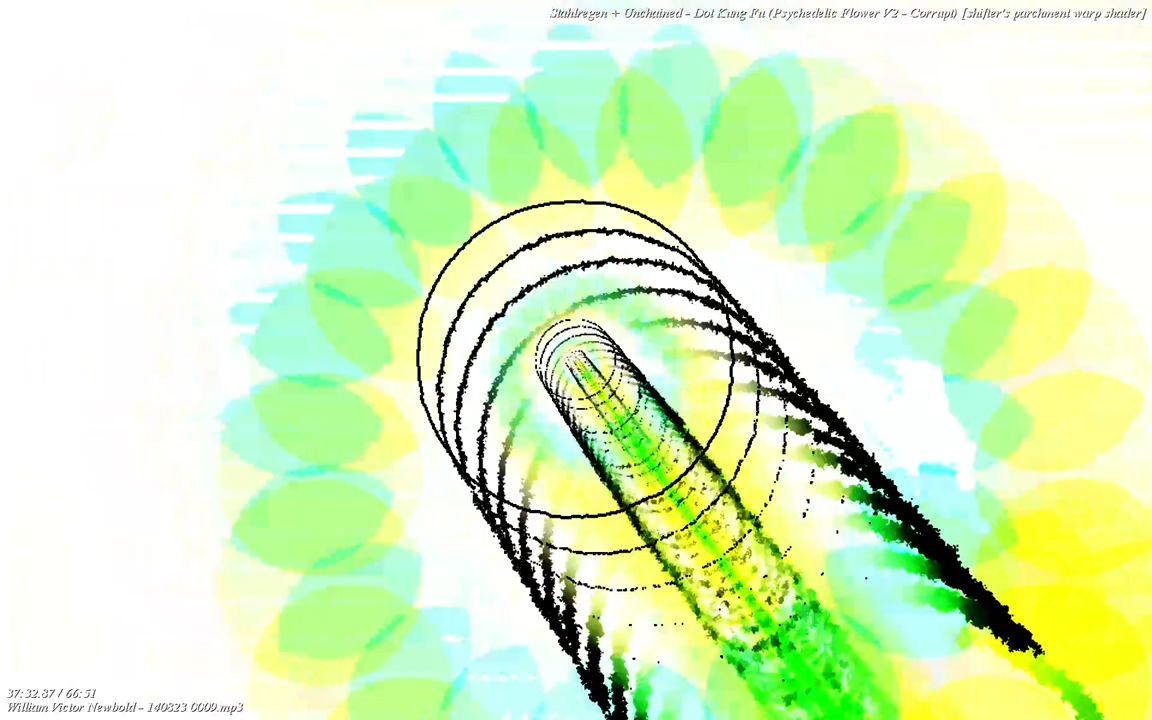 Stahlregen + Unchained - Dot Kung Fu (Psychedelic Flower V2 - Corrupt) [shifter's parchment warp shader]
37:32.87 / 66:51
William Victor Newbold - 140823 0009.mp3